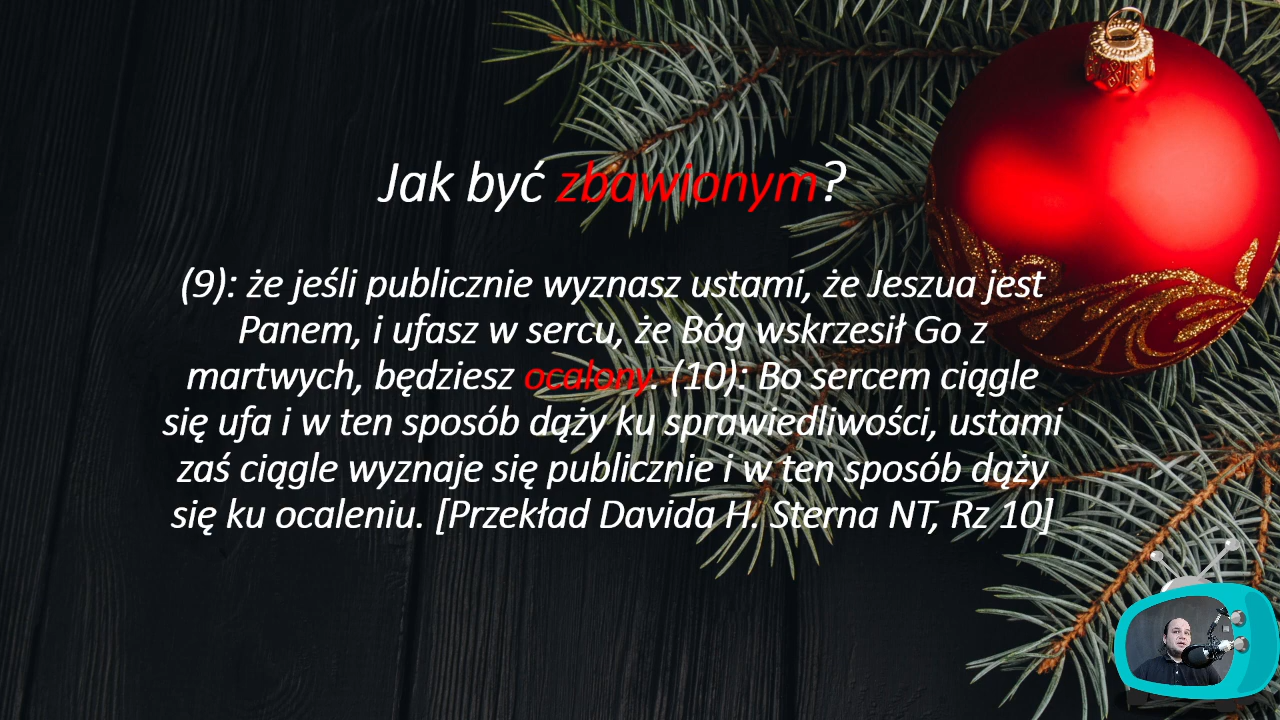 Jak być zbawionym?
(9): że jeśli publicznie wyznasz ustami, że Jeszua jest
Panem, i ufasz w sercu, że Bóg wskrzesił Go z
martwych, będziesz ocalony. (10): Bo sercem ciągle
się ufa i w ten sposób dąży ku sprawiedliwości, ustami
zaś ciągle wyznaje się publicznie i w ten sposób dąży
się ku ocaleniu. [Przekład Davida H. Sterna NT, Rz 10]